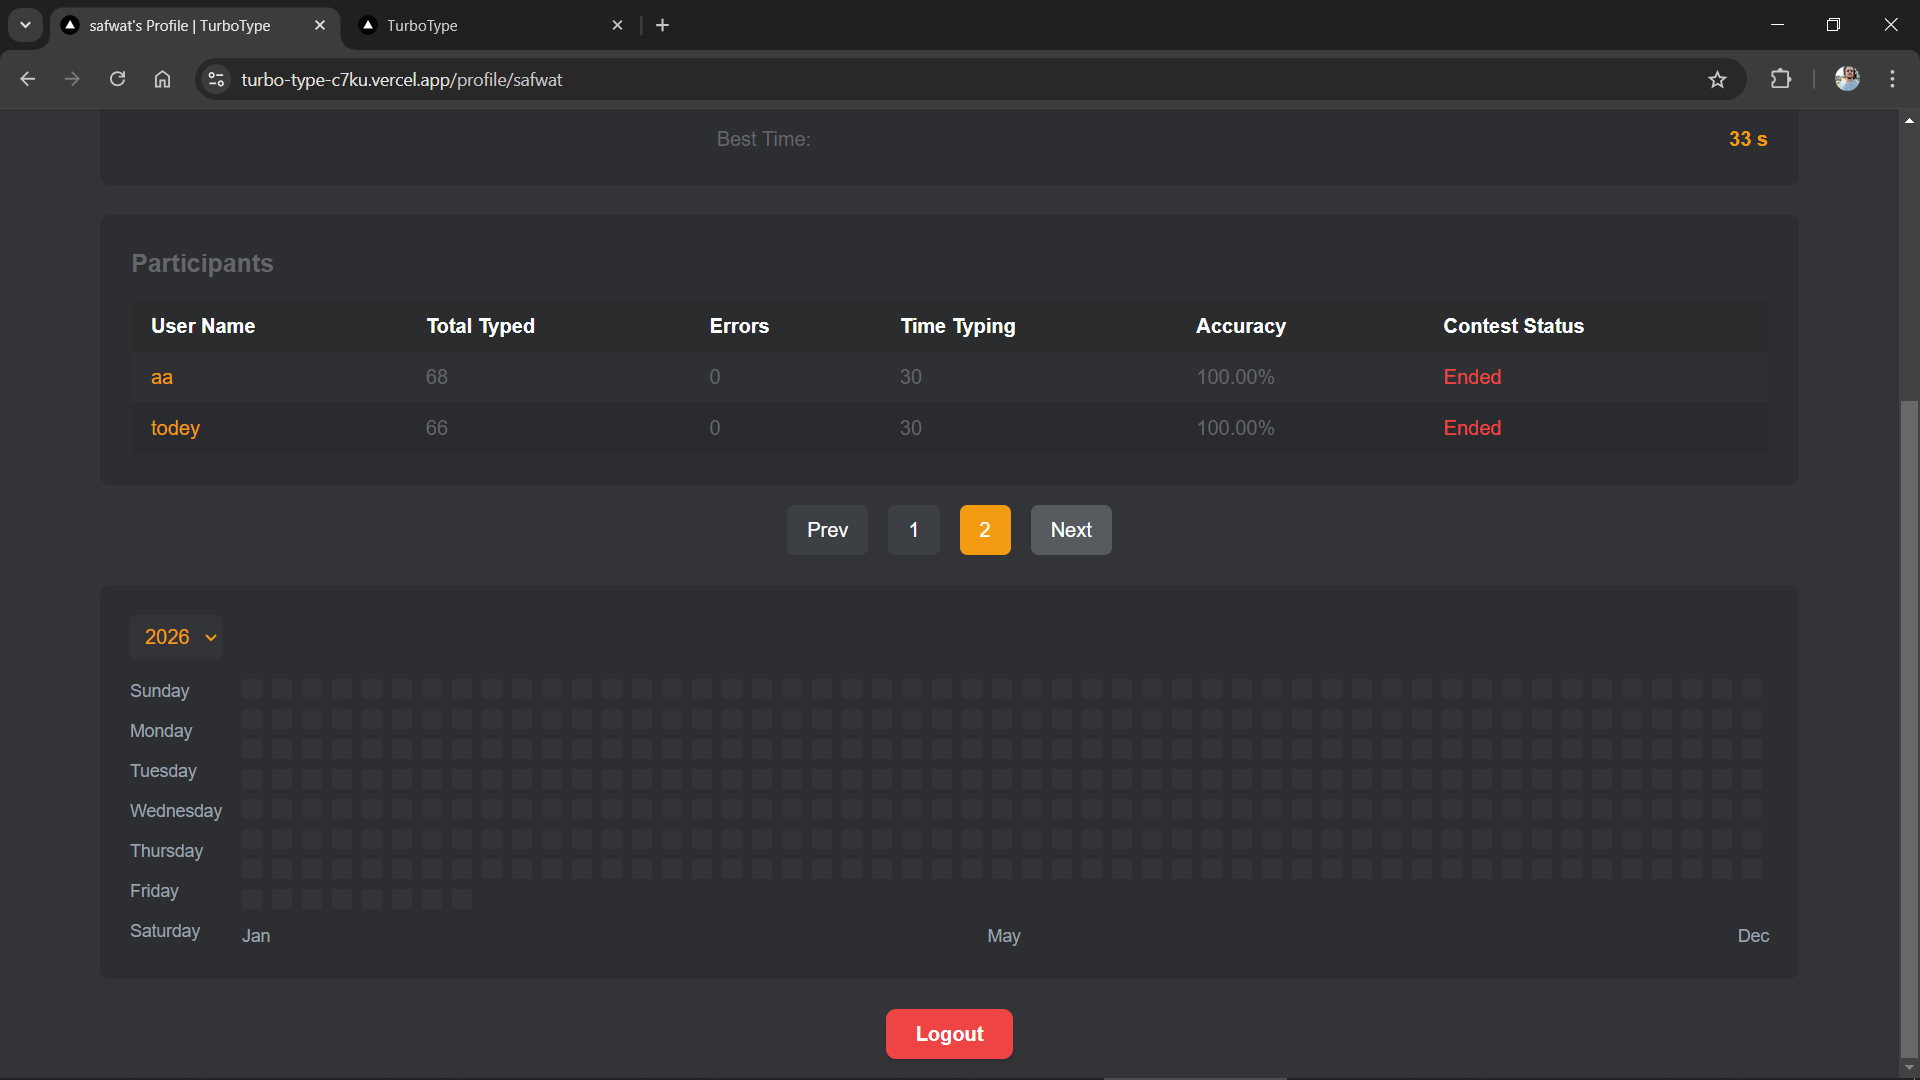 safwat's Profile | TurboType
TurboType
turbo-type-c7ku.vercel.app/profile/safwat
Best Time: 33 s
Participants
User Name Total Typed Errors Time Typing Accuracy Contest Status
aa 68 0 30 100.00% Ended
todey 66 0 30 100.00% Ended
Prev 1 2 Next
2026
Sunday
Monday
Tuesday
Wednesday
Thursday
Friday
Saturday
Jan May Dec
Logout